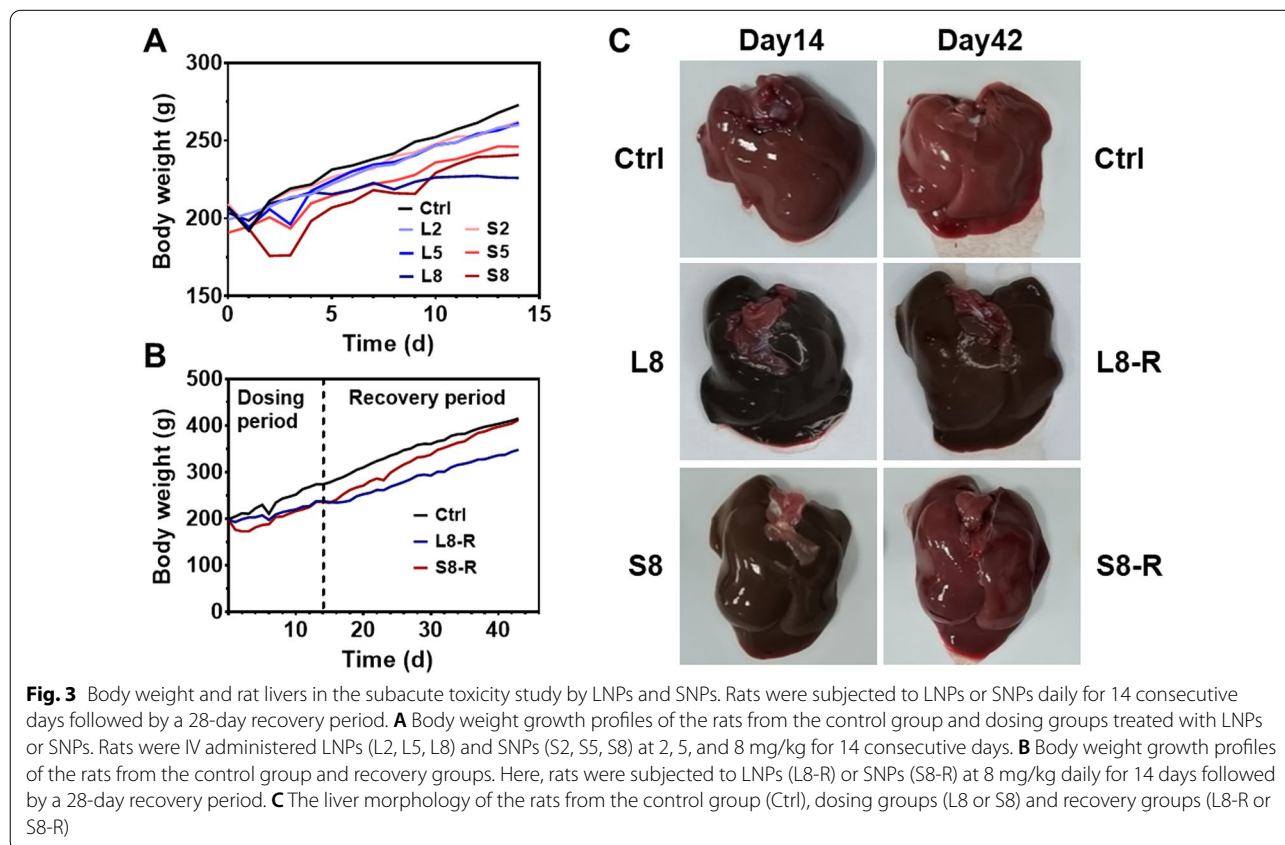 A
300
250
200
150
Body weight (g)
0 5 10 15
Time (d)
Ctrl
L2 S2
L5 S5
L8 S8
B
500
400
300
200
100
0
Body weight (g)
Dosing period
Recovery period
Ctrl
L8-R
S8-R
10 20 30 40
Time (d)
C
Day14 Day42
Ctrl Ctrl
L8 L8-R
S8 S8-R
Fig. 3 Body weight and rat livers in the subacute toxicity study by LNPs and SNPs. Rats were subjected to LNPs or SNPs daily for 14 consecutive
days followed by a 28-day recovery period. A Body weight growth profiles of the rats from the control group and dosing groups treated with LNPs
or SNPs. Rats were IV administered LNPs (L2, L5, L8) and SNPs (S2, S5, S8) at 2, 5, and 8 mg/kg for 14 consecutive days. B Body weight growth profiles
of the rats from the control group and recovery groups. Here, rats were subjected to LNPs (L8-R) or SNPs (S8-R) at 8 mg/kg daily for 14 days followed
by a 28-day recovery period. C The liver morphology of the rats from the control group (Ctrl), dosing groups (L8 or S8) and recovery groups (L8-R or
S8-R)